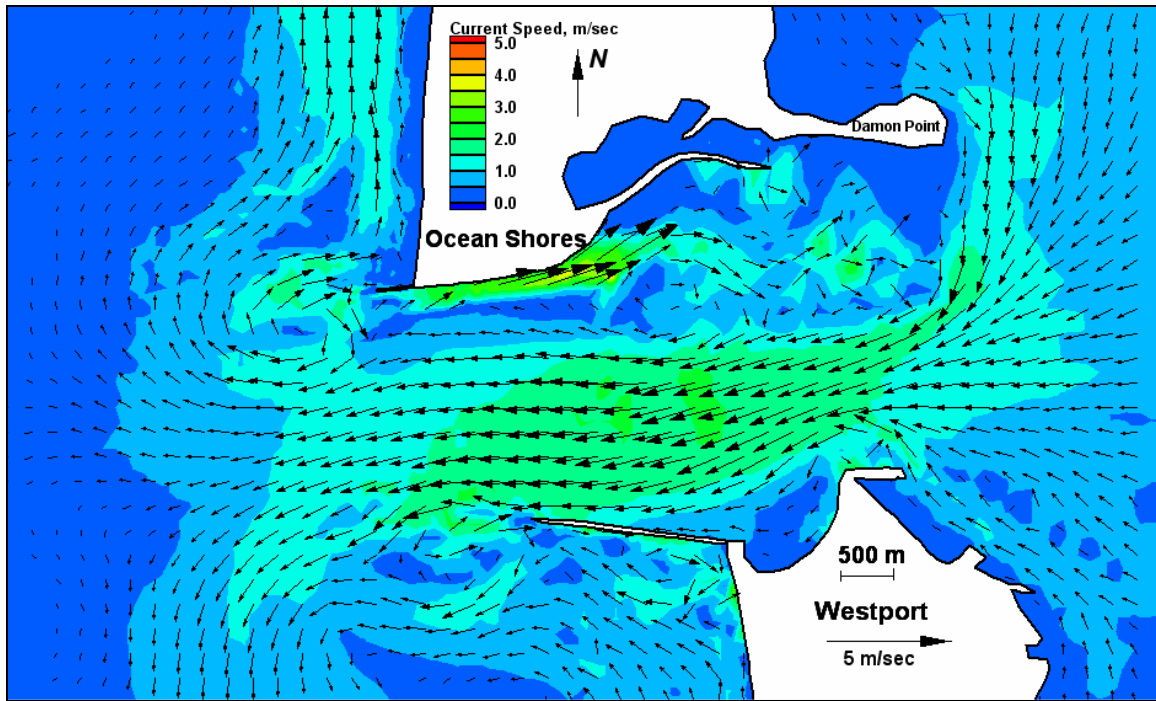 Current Speed, m/sec
5.0
4.0
3.0
2.0
1.0
0.0
N
Damon Point
Ocean Shores
500 m
Westport
5 m/sec